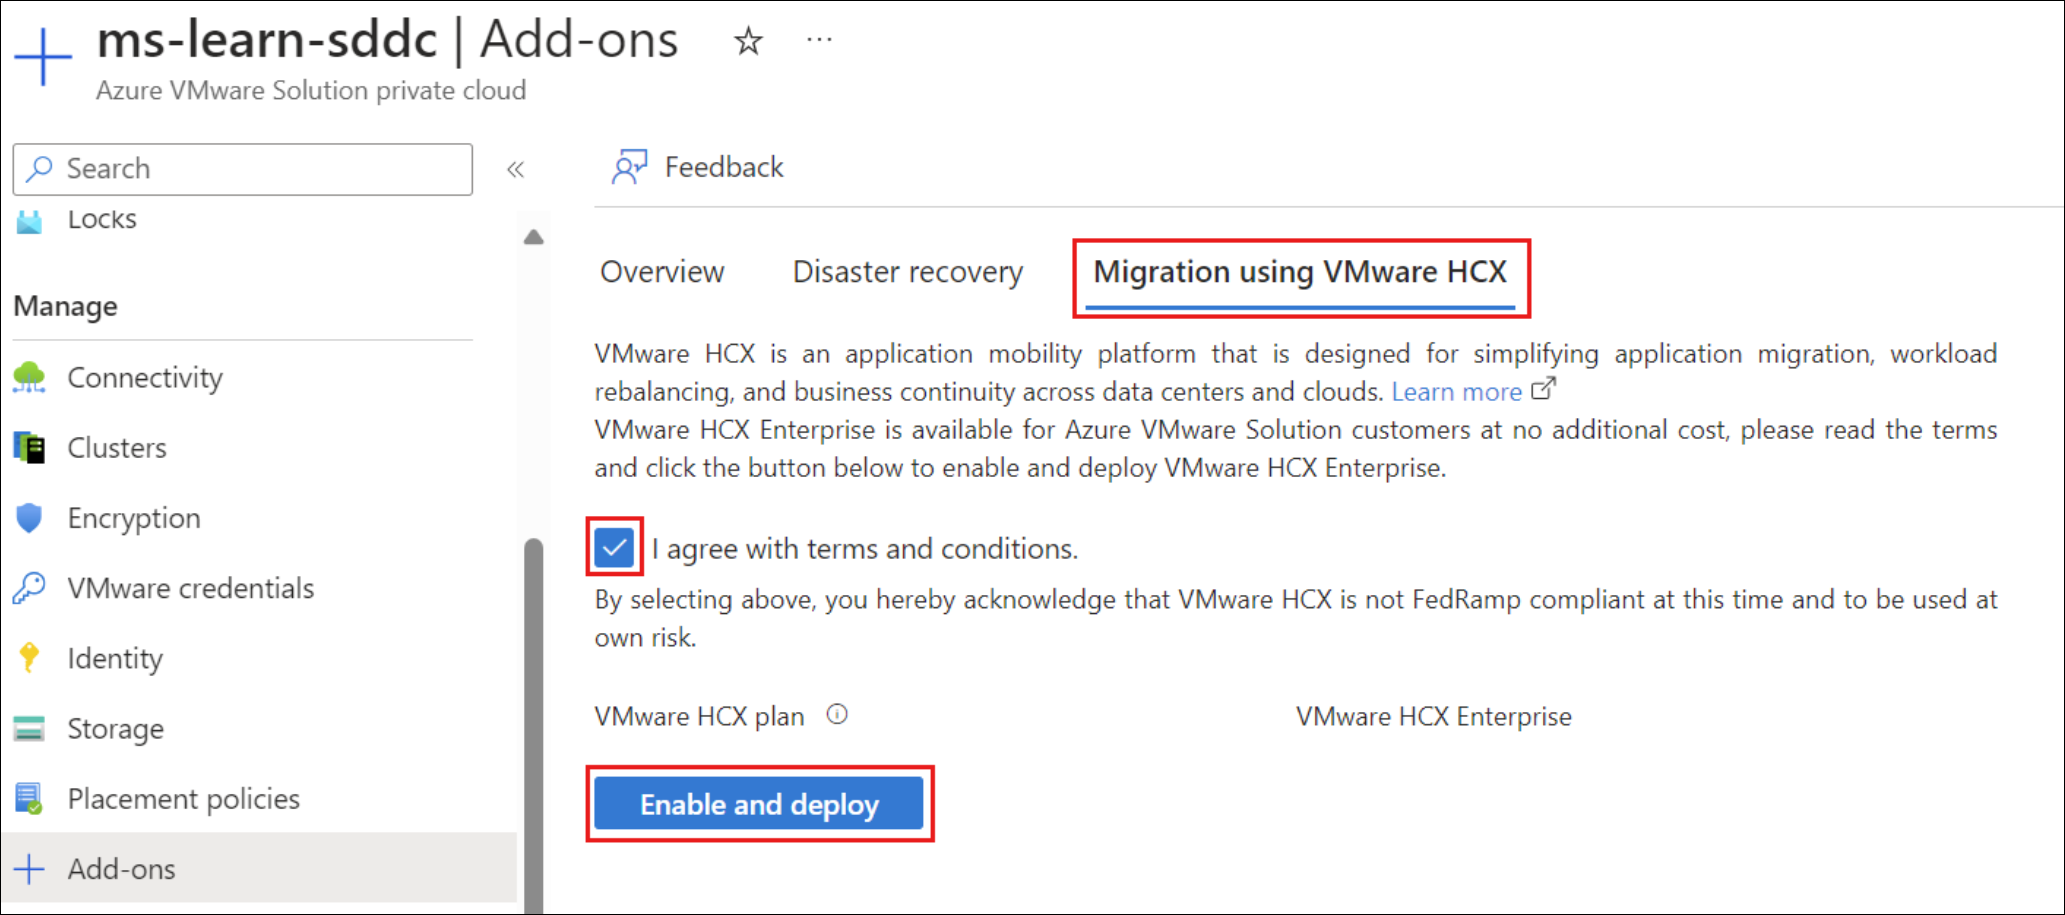 ms-learn-sddc | Add-ons
Azure VMware Solution private cloud
Search
Locks
Manage
Connectivity
Clusters
Encryption
VMware credentials
Identity
Storage
Placement policies
Add-ons
Feedback
Overview Disaster recovery Migration using VMware HCX
VMware HCX is an application mobility platform that is designed for simplifying application migration, workload
rebalancing, and business continuity across data centers and clouds. Learn more
VMware HCX Enterprise is available for Azure VMware Solution customers at no additional cost, please read the terms
and click the button below to enable and deploy VMware HCX Enterprise.
I agree with terms and conditions.
By selecting above, you hereby acknowledge that VMware HCX is not FedRamp compliant at this time and to be used at
own risk.
VMware HCX plan VMware HCX Enterprise
Enable and deploy